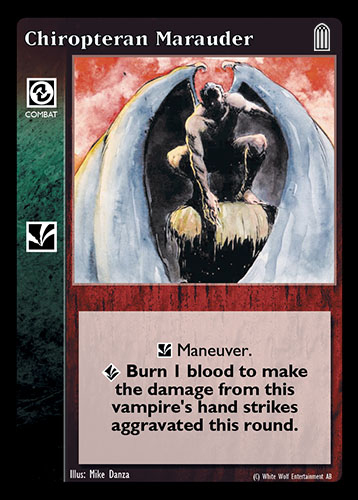 Chiropteran Marauder
COMBAT
Maneuver.
Burn 1 blood to make
the damage from this
vampire's hand strikes
aggravated this round.
Illus: Mike Danza
(C) White Wolf Entertainment AB